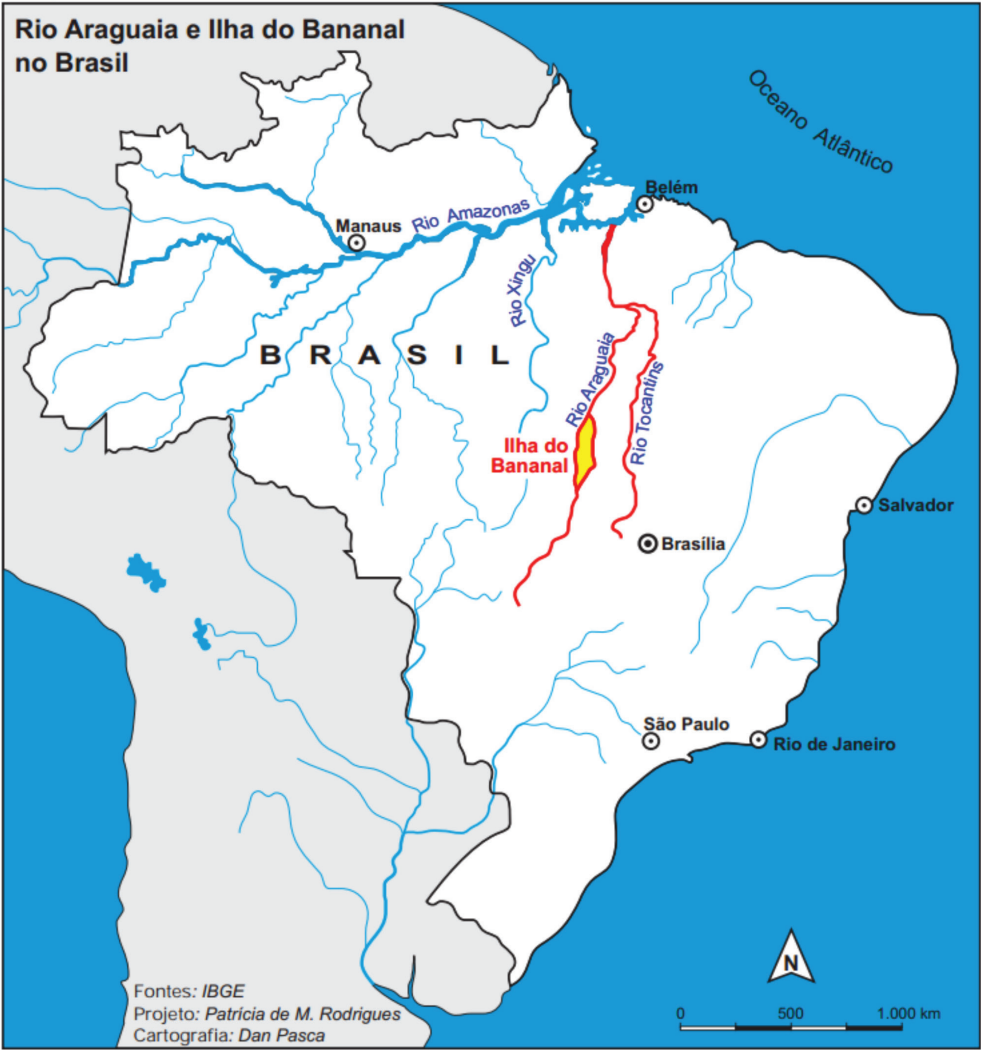 Rio Araguaia e Ilha do Bananal
no Brasil
Oceano Atlântico
Belém
Manaus
Rio Amazonas
Rio Xingu
BRASIL
Rio Araguaia
Rio Tocantins
Ilha do
Bananal
Salvador
Brasília
São Paulo
Rio de Janeiro
N
Fontes: IBGE
Projeto: Patrícia de M. Rodrigues
Cartografia: Dan Pasca
0 500 1.000 km